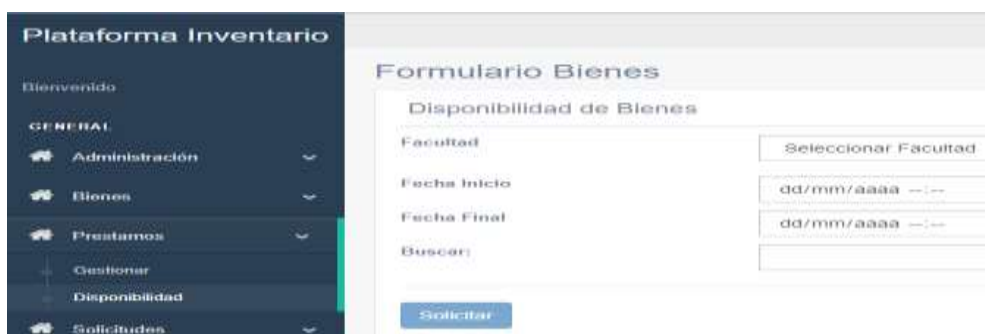 Plataforma Inventario
Bienvenido
GENERAL
Administración
Bienes
Prestamos
Gestionar
Disponibilidad
Solicitudes
Formulario Bienes
Disponibilidad de Bienes
Facultad
Seleccionar Facultad
Fecha Inicio
dd/mm/aaaa --:--
Fecha Final
dd/mm/aaaa --:--
Buscar:
Solicitar